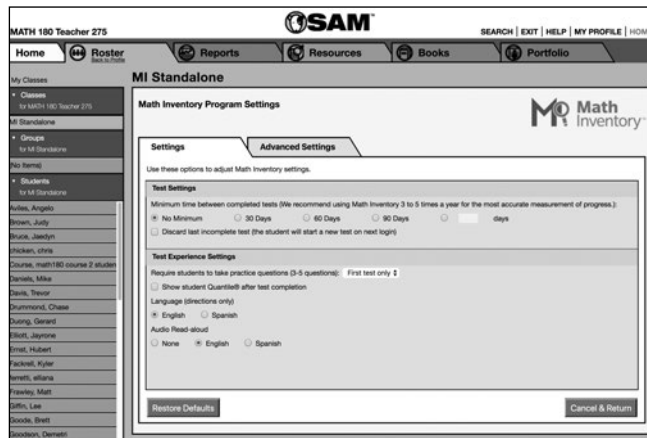 MATH 180 Teacher 275
SAM
SEARCH | EXIT | HELP | MY PROFILE | HOM
Home
Roster
Back to Profile
Reports
Resources
Books
Portfolio
My Classes
Classes
for MATH 180 Teacher 275
MI Standalone
Groups
for MI Standalone
(No Items)
Students
for MI Standalone
Aviles, Angelo
Brown, Judy
Bruce, Jaedyn
chicken, chris
Course, math180 course 2 studen
Daniels, Mike
Davis, Trevor
Drummond, Chase
Duong, Gerard
Elliott, Jayrone
Ernst, Hubert
Fackrell, Kyler
ferretti, elliana
Frawley, Matt
Giffin, Lee
Goode, Brett
Goodson, Demetri
MI Standalone
Math Inventory Program Settings
Math
Inventory
Settings
Advanced Settings
Use these options to adjust Math Inventory settings.
Test Settings
Minimum time between completed tests (We recommend using Math Inventory 3 to 5 times a year for the most accurate measurement of progress.):
No Minimum 30 Days 60 Days 90 Days days
Discard last incomplete test (the student will start a new test on next login)
Test Experience Settings
Require students to take practice questions (3-5 questions): First test only
Show student Quantile® after test completion
Language (directions only)
English Spanish
Audio Read-aloud
None English Spanish
Restore Defaults
Cancel & Return